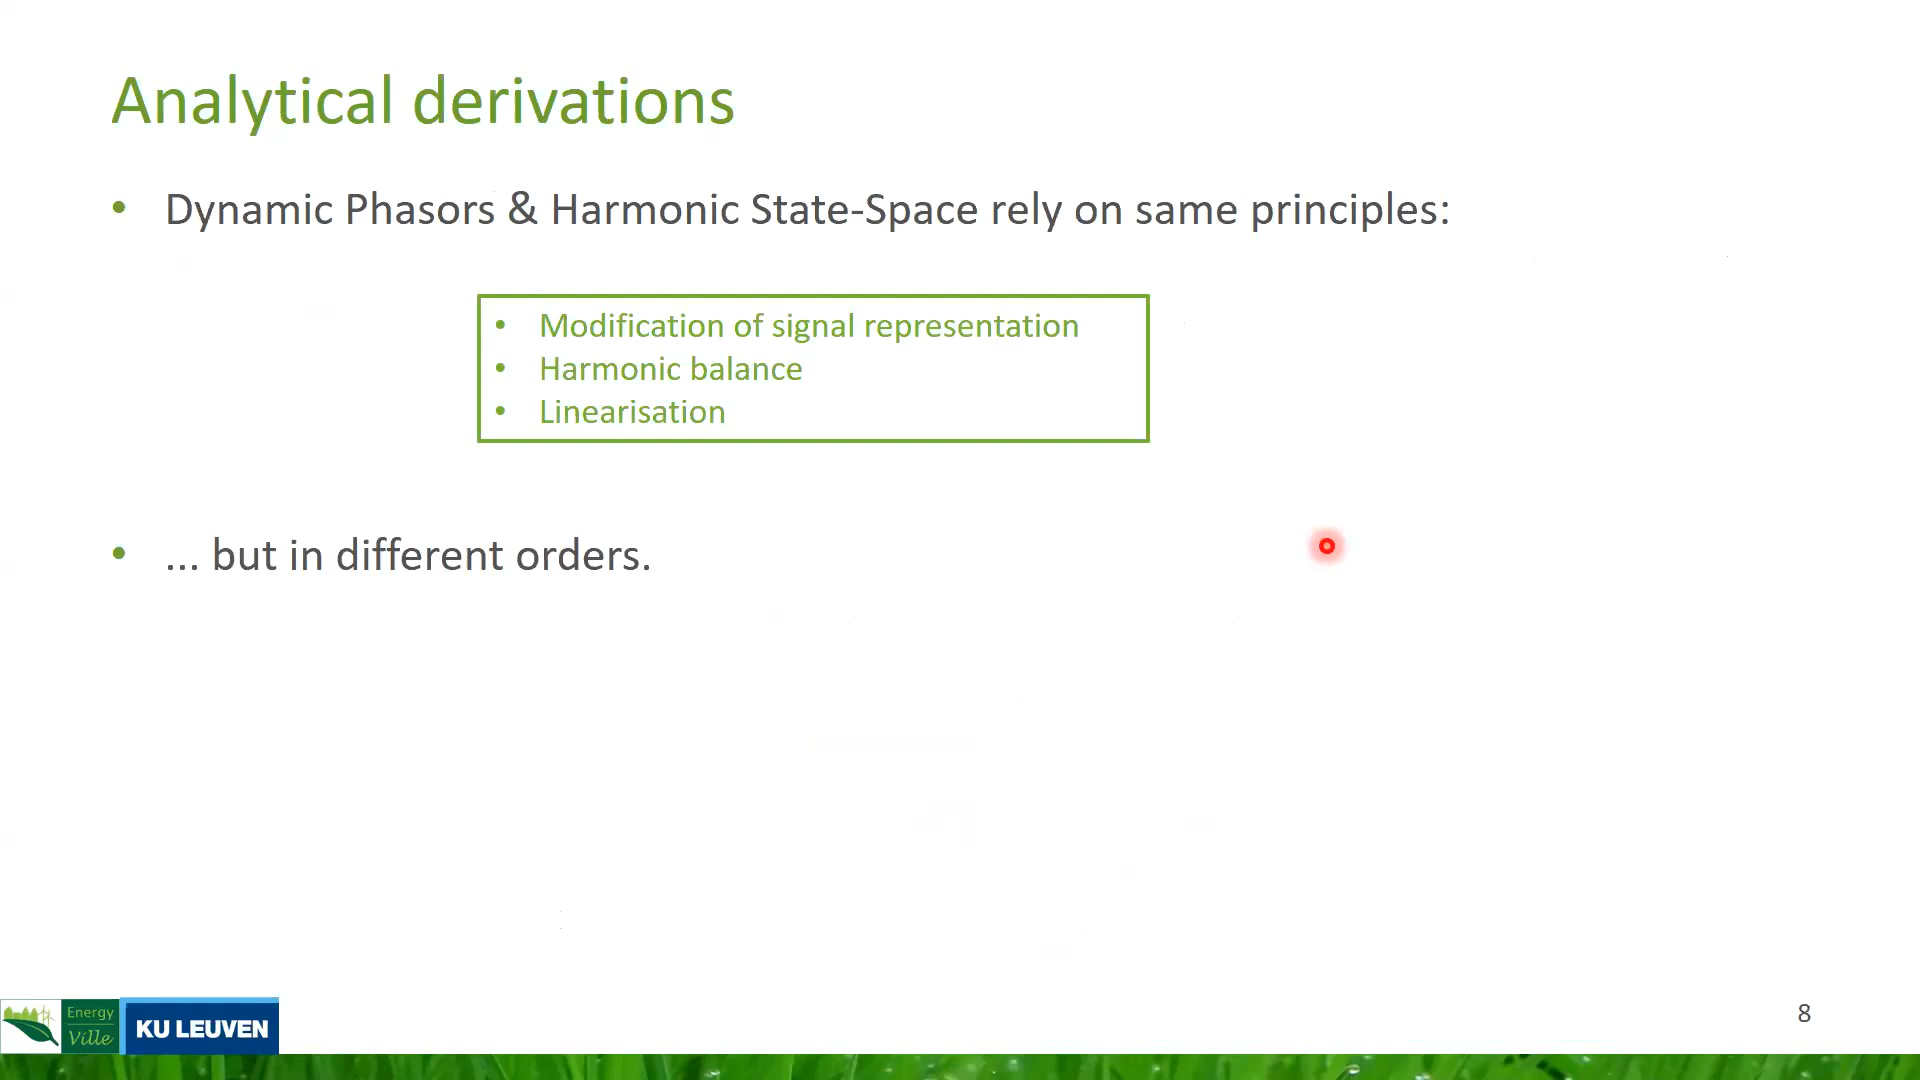 Analytical derivations
• Dynamic Phasors & Harmonic State-Space rely on same principles:
• Modification of signal representation
• Harmonic balance
• Linearisation
• ... but in different orders.
Energy
Ville
KU LEUVEN
8